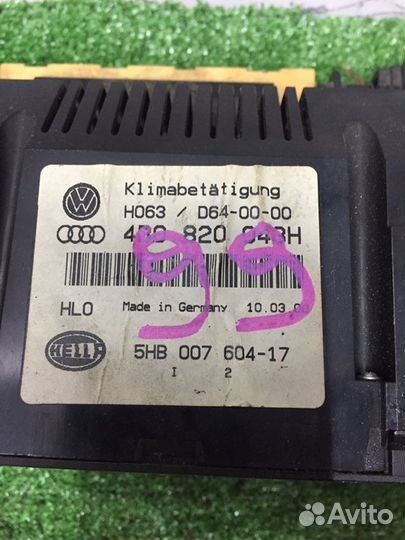 Klimabetätigung
H063 / D64-00-00
820
HLO Made in Germany 10.03.
HELLA
5HB 007 604-17
I 2
99
Avito